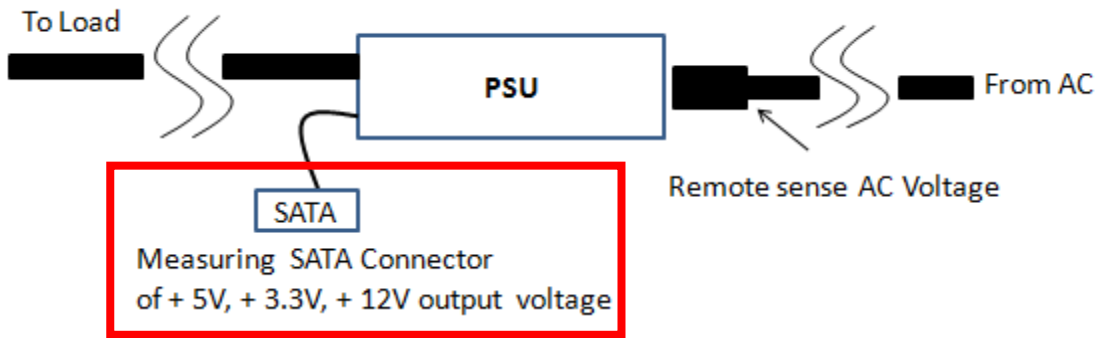 To Load
PSU
From AC
Remote sense AC Voltage
SATA
Measuring SATA Connector
of + 5V, + 3.3V, + 12V output voltage